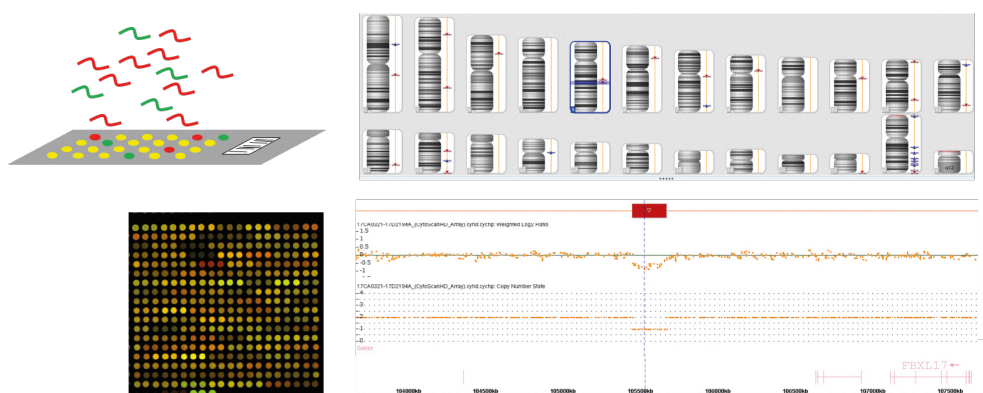 17CA0321-17D2194A_(CytoScanHD_Array).cyhd.cychp: Weighted Log2 Ratio
1.5
0.5
0
-0.5
-1
17CA0321-17D2194A_(CytoScanHD_Array).cyhd.cychp: Copy Number State
4
3
2
1
0
Genes
FBXL17
104000kb 104500kb 105000kb 105500kb 106000kb 106500kb 107000kb 107500kb